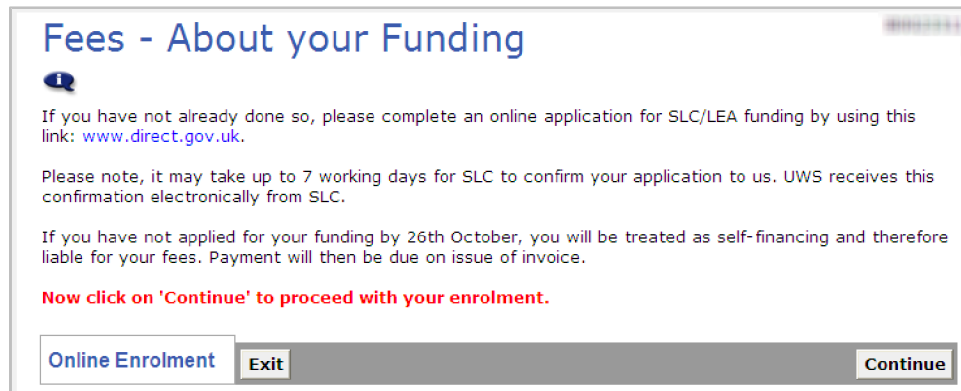 Fees - About your Funding
If you have not already done so, please complete an online application for SLC/LEA funding by using this
link: www.direct.gov.uk.
Please note, it may take up to 7 working days for SLC to confirm your application to us. UWS receives this
confirmation electronically from SLC.
If you have not applied for your funding by 26th October, you will be treated as self-financing and therefore
liable for your fees. Payment will then be due on issue of invoice.
Now click on 'Continue' to proceed with your enrolment.
Online Enrolment Exit Continue